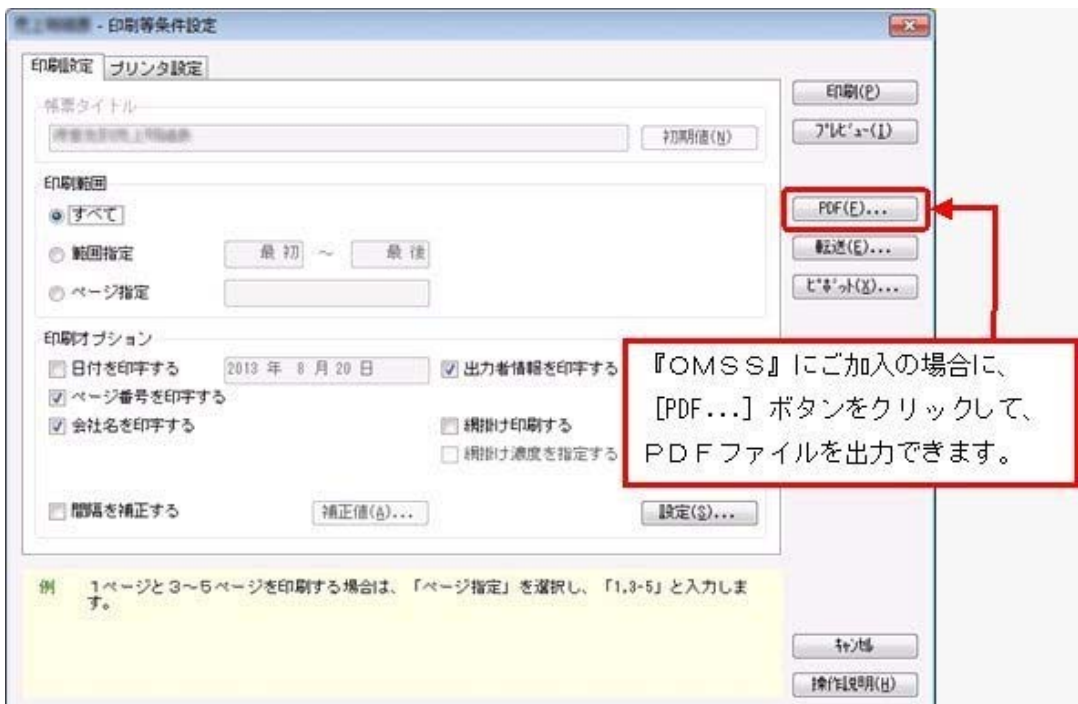 - 印刷等条件設定
印刷設定 プリンタ設定
帳票タイトル
初期値(N)
印刷範囲
すべて
範囲指定 最初 ～ 最後
ページ指定
印刷オプション
日付を印字する 2013 年 8 月 20 日 出力者情報を印字する
ページ番号を印字する
会社名を印字する 網掛け印刷する
網掛け濃度を指定する
間隔を補正する 補正値(A)... 設定(S)...
例 1ページと3～5ページを印刷する場合は、「ページ指定」を選択し、「1,3-5」と入力しま
す。
印刷(P)
ﾌﾟﾚﾋﾞｭｰ(I)
PDF(F)...
転送(E)...
ﾋﾟﾎﾞｯﾄ(X)...
『ＯＭＳＳ』にご加入の場合に、
[PDF...] ボタンをクリックして、
ＰＤＦファイルを出力できます。
ｷｬﾝｾﾙ
操作説明(H)